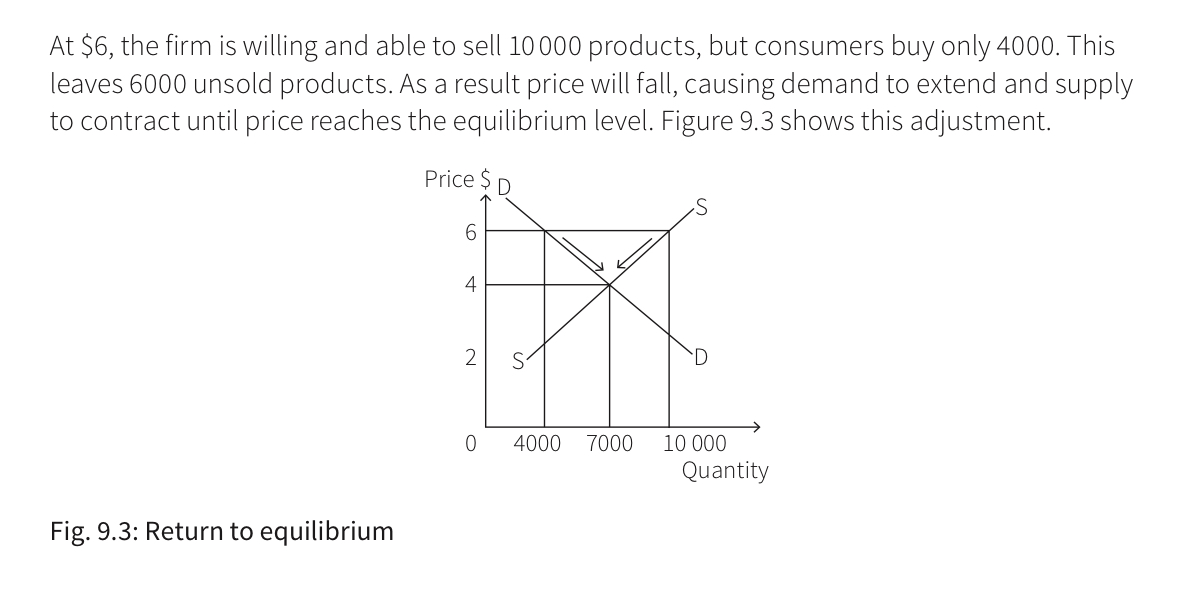 At $6, the firm is willing and able to sell 10 000 products, but consumers buy only 4000. This
leaves 6000 unsold products. As a result price will fall, causing demand to extend and supply
to contract until price reaches the equilibrium level. Figure 9.3 shows this adjustment.
Price $
D
S
6
4
2
S
D
0 4000 7000 10 000
Quantity
Fig. 9.3: Return to equilibrium